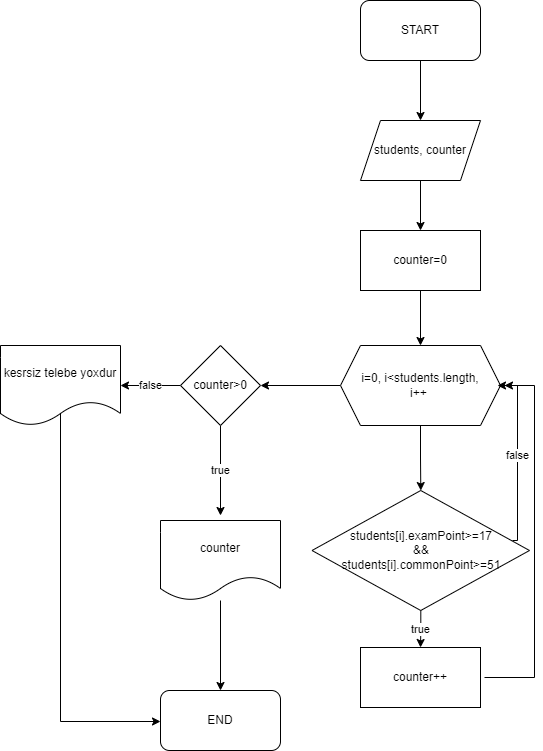 START
students, counter
counter=0
i=0, i<students.length,
i++
counter>0
false
kesrsiz telebe yoxdur
true
counter
students[i].examPoint>=17
&&
students[i].commonPoint>=51
false
true
counter++
END